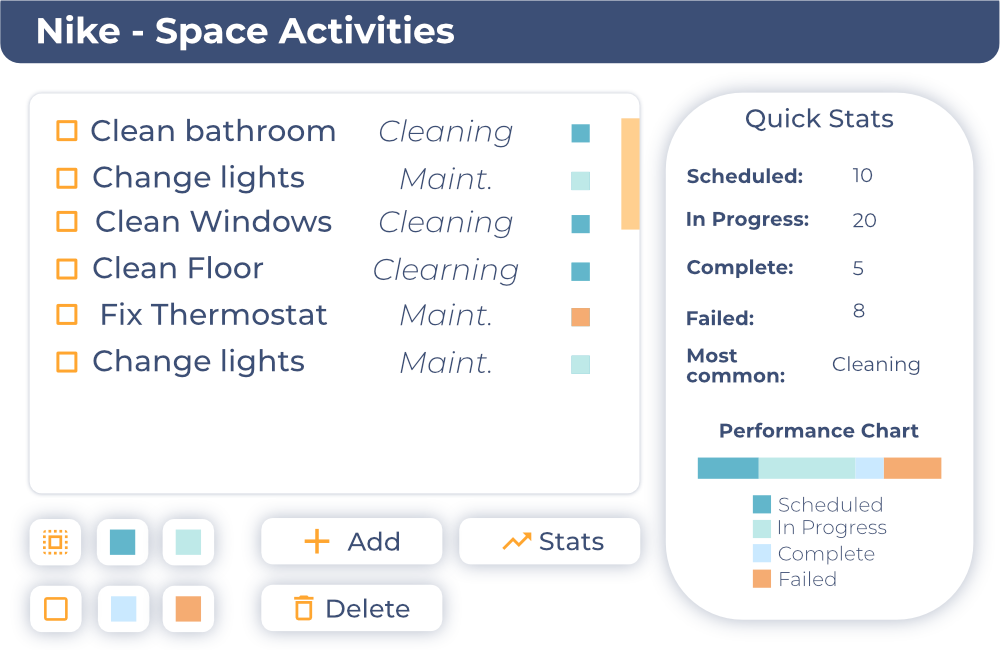 Nike - Space Activities
Clean bathroom Cleaning
Change lights Maint.
Clean Windows Cleaning
Clean Floor Clearning
Fix Thermostat Maint.
Change lights Maint.
Add
Stats
Delete
Quick Stats
Scheduled: 10
In Progress: 20
Complete: 5
Failed: 8
Most
common: Cleaning
Performance Chart
Scheduled
In Progress
Complete
Failed